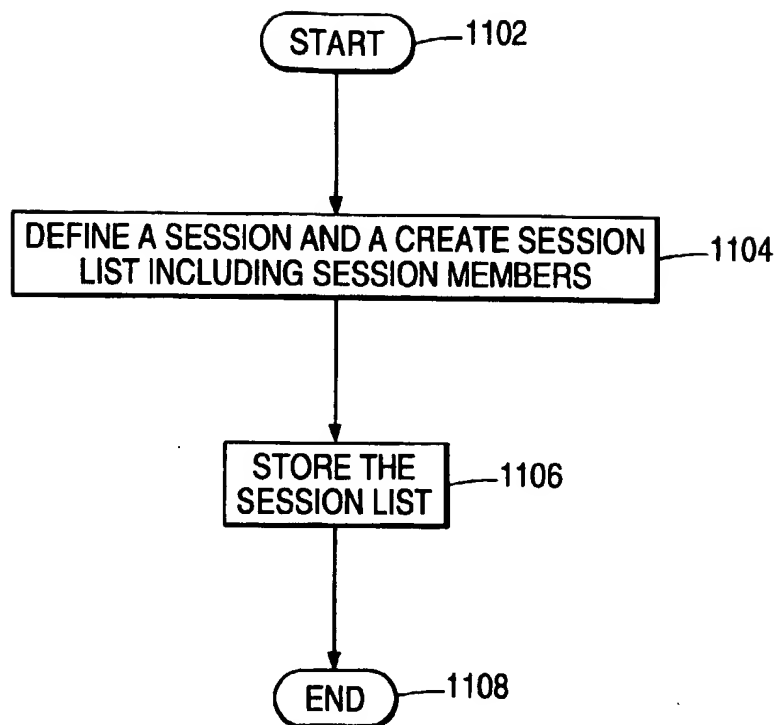 START
1102
DEFINE A SESSION AND A CREATE SESSION
LIST INCLUDING SESSION MEMBERS
1104
STORE THE
SESSION LIST
1106
END
1108